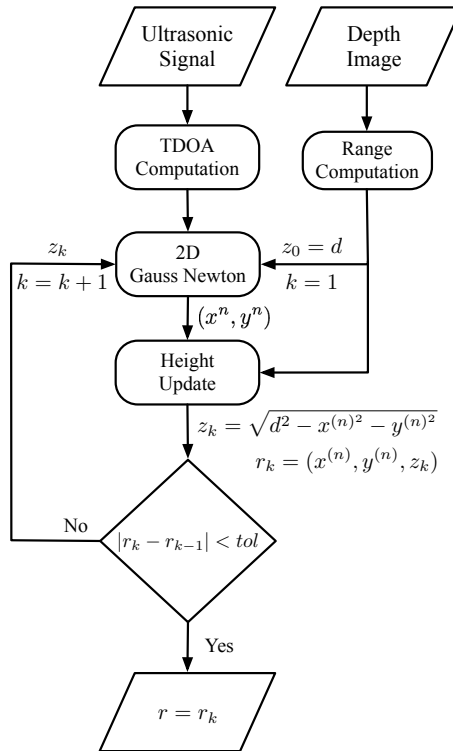 Ultrasonic
Signal
Depth
Image
TDOA
Computation
Range
Computation
z_k
k = k + 1
2D
Gauss Newton
z_0 = d
k = 1
(x^n, y^n)
Height
Update
z_k = √(d^2 − x^{(n)^2} − y^{(n)^2})
r_k = (x^{(n)}, y^{(n)}, z_k)
No
|r_k − r_{k−1}| < tol
Yes
r = r_k